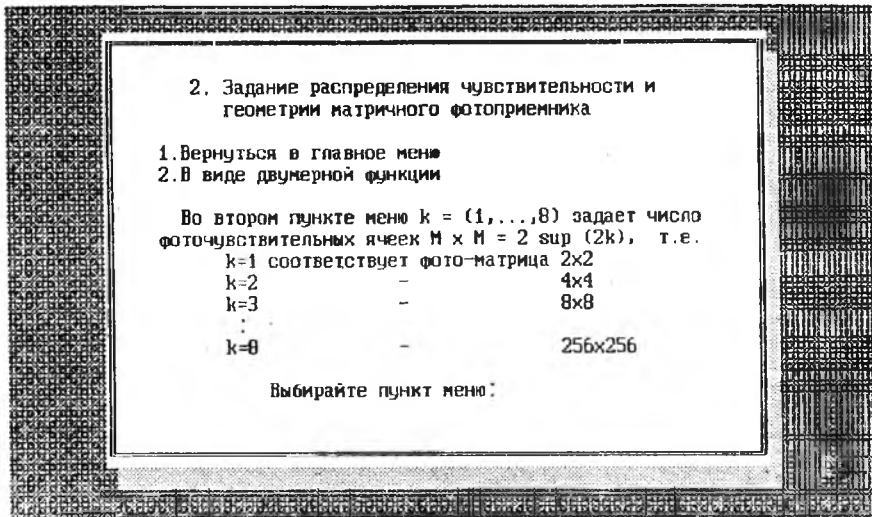 2. Задание распределения чувствительности и
геометрии матричного фотоприемника
1.Вернуться в главное меню
2.В виде двумерной функции
Во втором пункте меню k = (1,...,8) задает число
фоточувствительных ячеек M x M = 2 sup (2k), т.е.
k=1 соответствует фото-матрица 2x2
k=2 - 4x4
k=3 - 8x8
:
k=8 - 256x256
Выбирайте пункт меню: